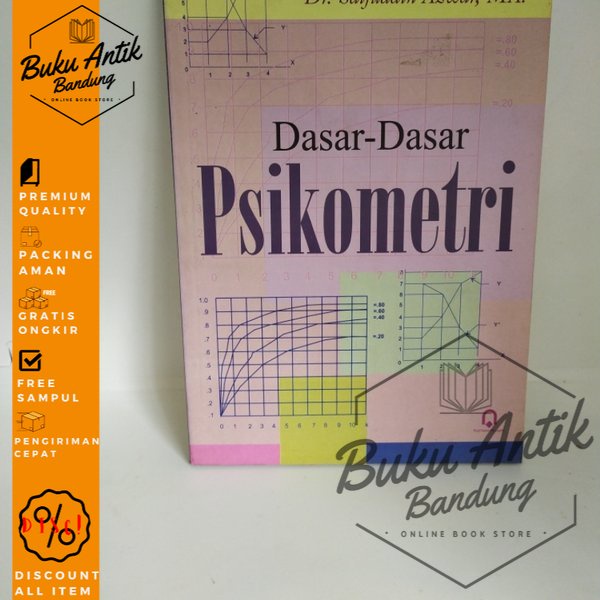 Buku Antik
Bandung
• ONLINE BOOK STORE •
PREMIUM
QUALITY
PACKING
AMAN
FREE
GRATIS
ONGKIR
FREE
SAMPUL
PENGIRIMAN
CEPAT
DISC!
%
DISCOUNT
ALL ITEM
Dr. Saifuddin Azwar, MA.
Dasar-Dasar
Psikometri
Buku Antik
Bandung
• ONLINE BOOK STORE •